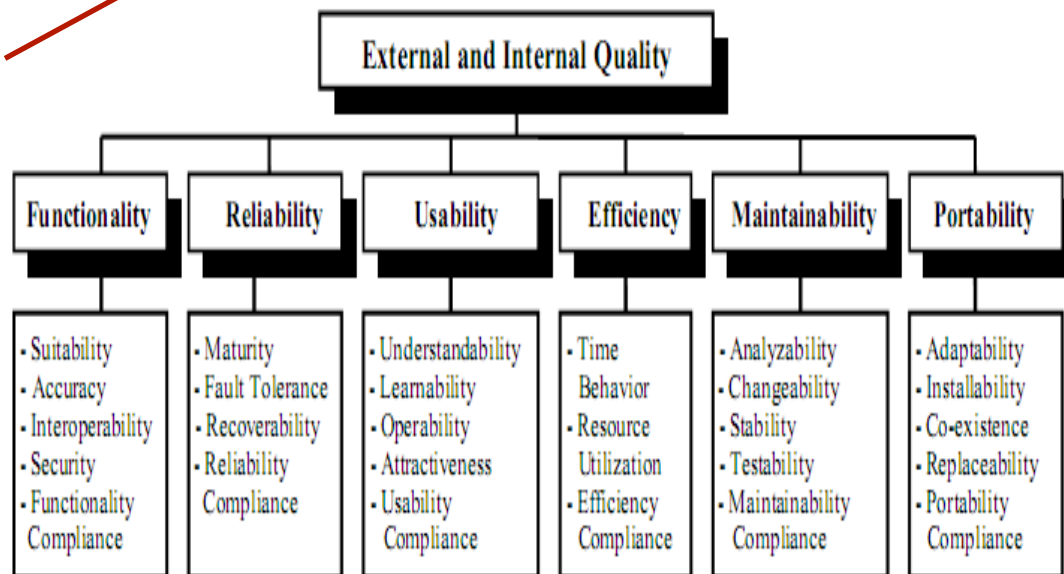 External and Internal Quality
Functionality
- Suitability
- Accuracy
- Interoperability
- Security
- Functionality
Compliance
Reliability
- Maturity
- Fault Tolerance
- Recoverability
- Reliability
Compliance
Usability
- Understandability
- Learnability
- Operability
- Attractiveness
- Usability
Compliance
Efficiency
- Time
Behavior
- Resource
Utilization
- Efficiency
Compliance
Maintainability
- Analyzability
- Changeability
- Stability
- Testability
- Maintainability
Compliance
Portability
- Adaptability
- Installability
- Co-existence
- Replaceability
- Portability
Compliance